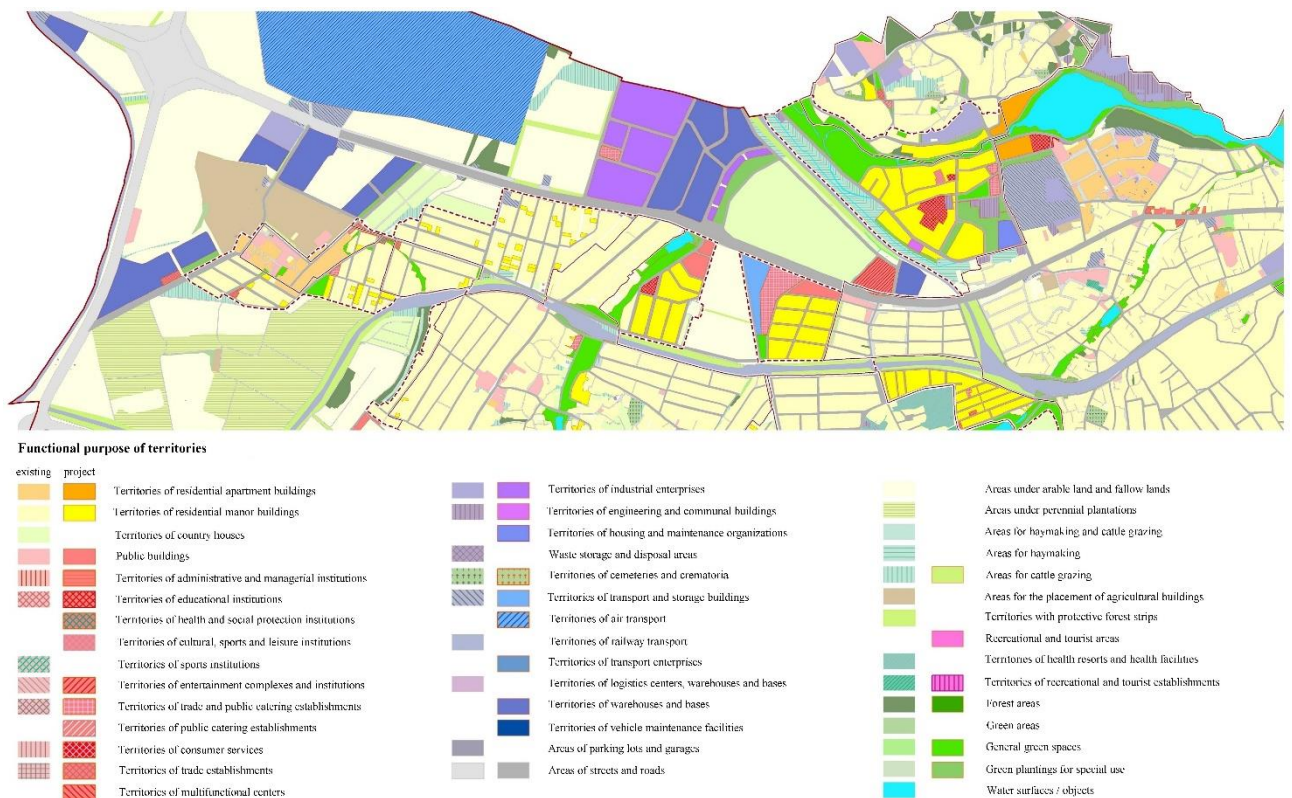 Functional purpose of territories
existing project
Territories of residential apartment buildings
Territories of residential manor buildings
Territories of country houses
Public buildings
Territories of administrative and managerial institutions
Territories of educational institutions
Territories of health and social protection institutions
Territories of cultural, sports and leisure institutions
Territories of sports institutions
Territories of entertainment complexes and institutions
Territories of trade and public catering establishments
Territories of public catering establishments
Territories of consumer services
Territories of trade establishments
Territories of multifunctional centers
Territories of industrial enterprises
Territories of engineering and communal buildings
Territories of housing and maintenance organizations
Waste storage and disposal areas
Territories of cemeteries and crematoria
Territories of transport and storage buildings
Territories of air transport
Territories of railway transport
Territories of transport enterprises
Territories of logistics centers, warehouses and bases
Territories of warehouses and bases
Territories of vehicle maintenance facilities
Areas of parking lots and garages
Areas of streets and roads
Areas under arable land and fallow lands
Areas under perennial plantations
Areas for haymaking and cattle grazing
Areas for haymaking
Areas for cattle grazing
Areas for the placement of agricultural buildings
Territories with protective forest strips
Recreational and tourist areas
Territories of health resorts and health facilities
Territories of recreational and tourist establishments
Forest areas
Green areas
General green spaces
Green plantings for special use
Water surfaces / objects